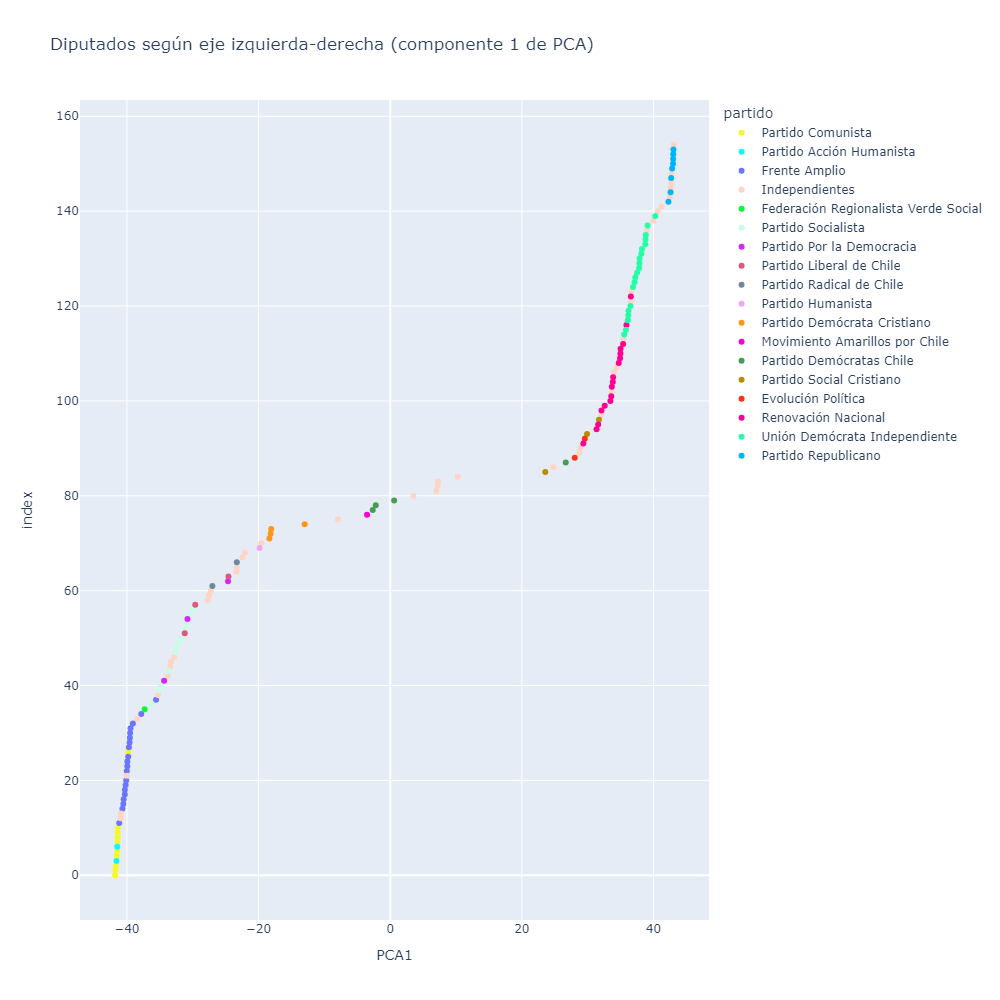 Diputados según eje izquierda-derecha (componente 1 de PCA)
partido
Partido Comunista
Partido Acción Humanista
Frente Amplio
Independientes
Federación Regionalista Verde Social
Partido Socialista
Partido Por la Democracia
Partido Liberal de Chile
Partido Radical de Chile
Partido Humanista
Partido Demócrata Cristiano
Movimiento Amarillos por Chile
Partido Demócratas Chile
Partido Social Cristiano
Evolución Política
Renovación Nacional
Unión Demócrata Independiente
Partido Republicano
index
160
140
120
100
80
60
40
20
0
−40
−20
0
20
40
PCA1